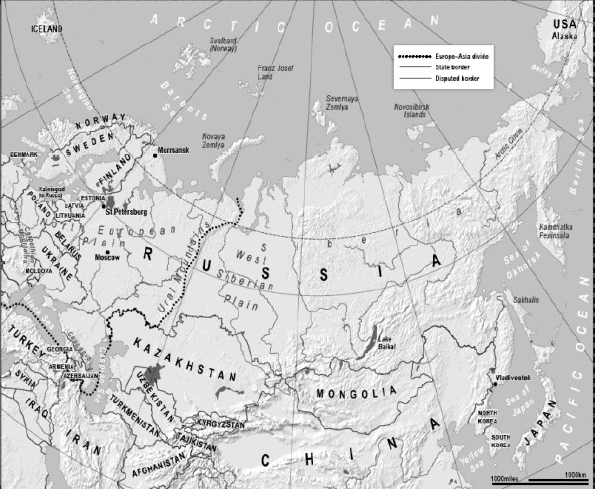 ARCTIC OCEAN
ICELAND
USA
Alaska
Svalbard
(Norway)
Franz Josef
Land
Europe–Asia divide
State border
Disputed border
Barents
Sea
Severnaya
Zemlya
Novosibirsk
Islands
Bering Sea
NORWAY
SWEDEN
FINLAND
DENMARK
Murmansk
Novaya
Zemlya
Arctic Circle
Kaliningrad
ESTONIA
LATVIA
LITHUANIA
POLAND
BELARUS
UKRAINE
MOLDOVA
St.Petersburg
Moscow
European
Plain
Ural Mountains
West
Siberian
Plain
Siberia
RUSSIA
Kamchatka
Peninsula
Sea of
Okhotsk
Sakhalin
PACIFIC OCEAN
Lake
Baikal
TURKEY
GEORGIA
ARMENIA
AZERBAIJAN
SYRIA
IRAQ
IRAN
KAZAKHSTAN
UZBEKISTAN
TURKMENISTAN
KYRGYZSTAN
TAJIKISTAN
AFGHANISTAN
MONGOLIA
CHINA
Vladivostok
NORTH
KOREA
SOUTH
KOREA
Sea of
Japan
JAPAN
Yellow
Sea
1000miles
1000km